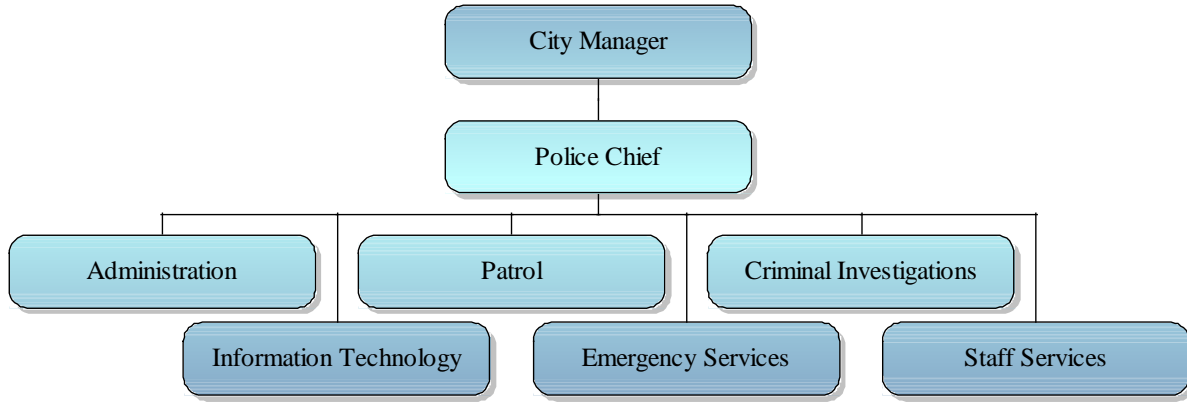 City Manager
Police Chief
Administration
Patrol
Criminal Investigations
Information Technology
Emergency Services
Staff Services